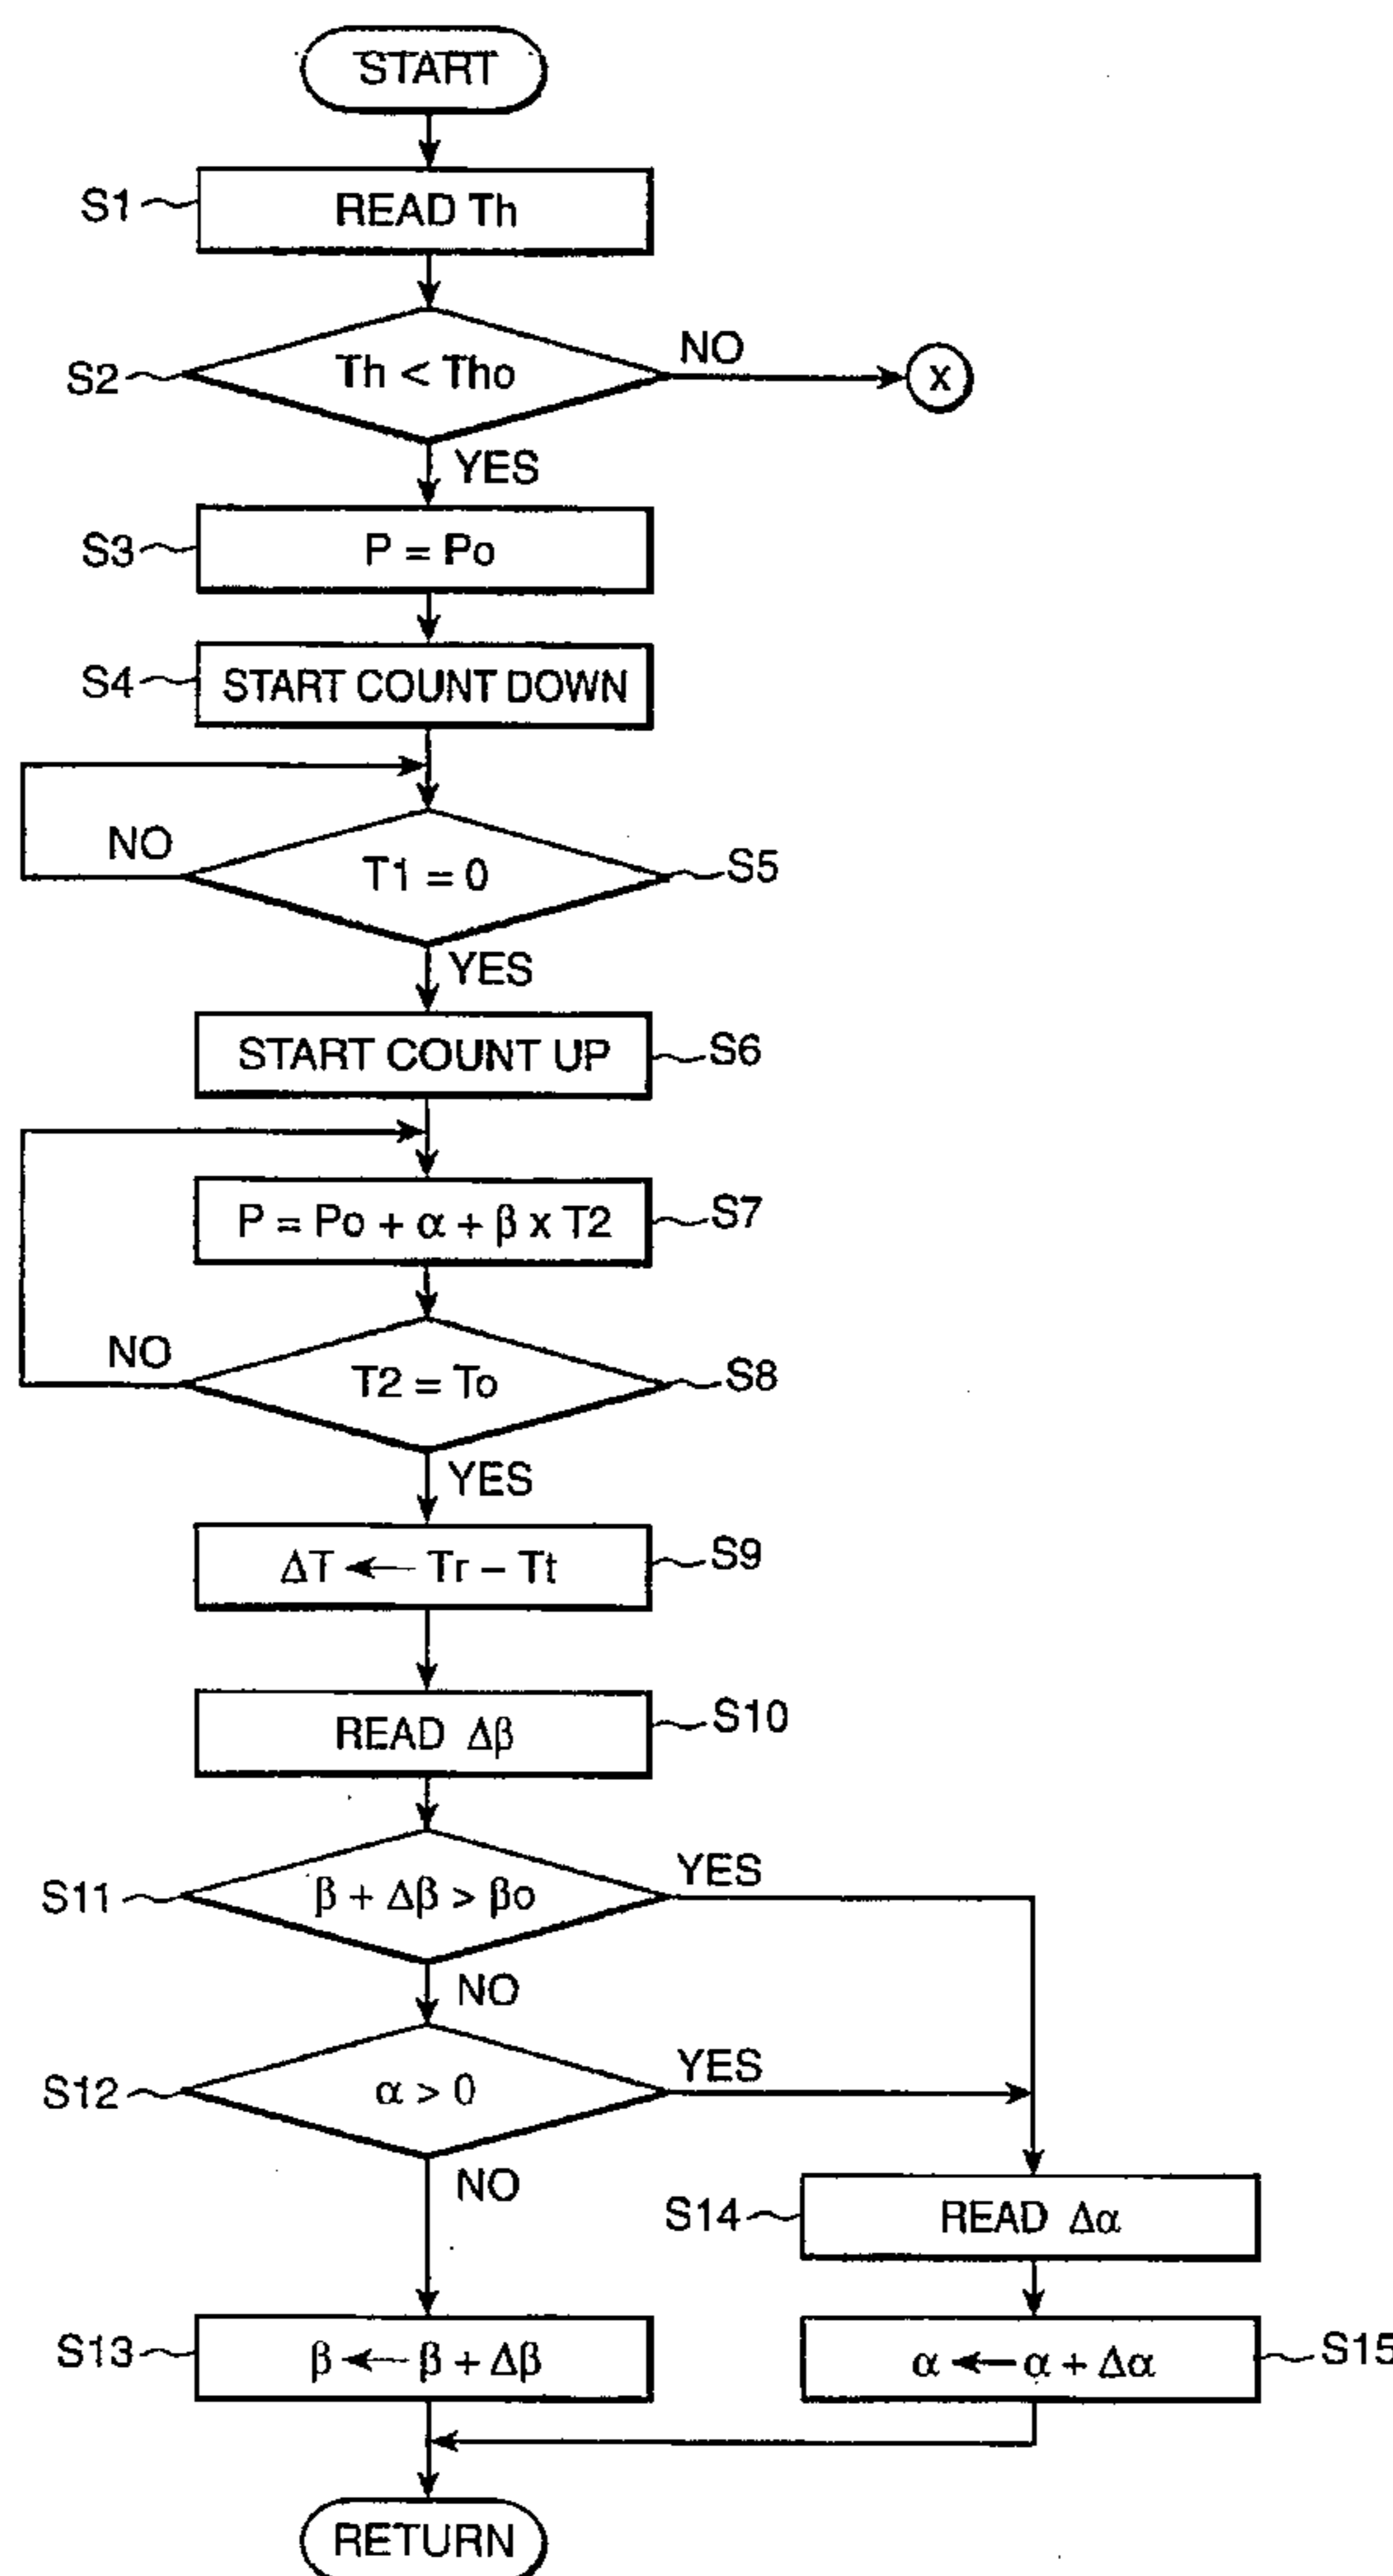 START
S1
READ Th
S2
Th < Tho
NO
x
YES
S3
P = Po
S4
START COUNT DOWN
NO
T1 = 0
S5
YES
START COUNT UP
S6
P = Po + α + β x T2
S7
NO
T2 = To
S8
YES
ΔT ← Tr – Tt
S9
READ Δβ
S10
S11
β + Δβ > βo
YES
NO
S12
α > 0
YES
NO
S14
READ Δα
S13
β ← β + Δβ
α ← α + Δα
S15
RETURN